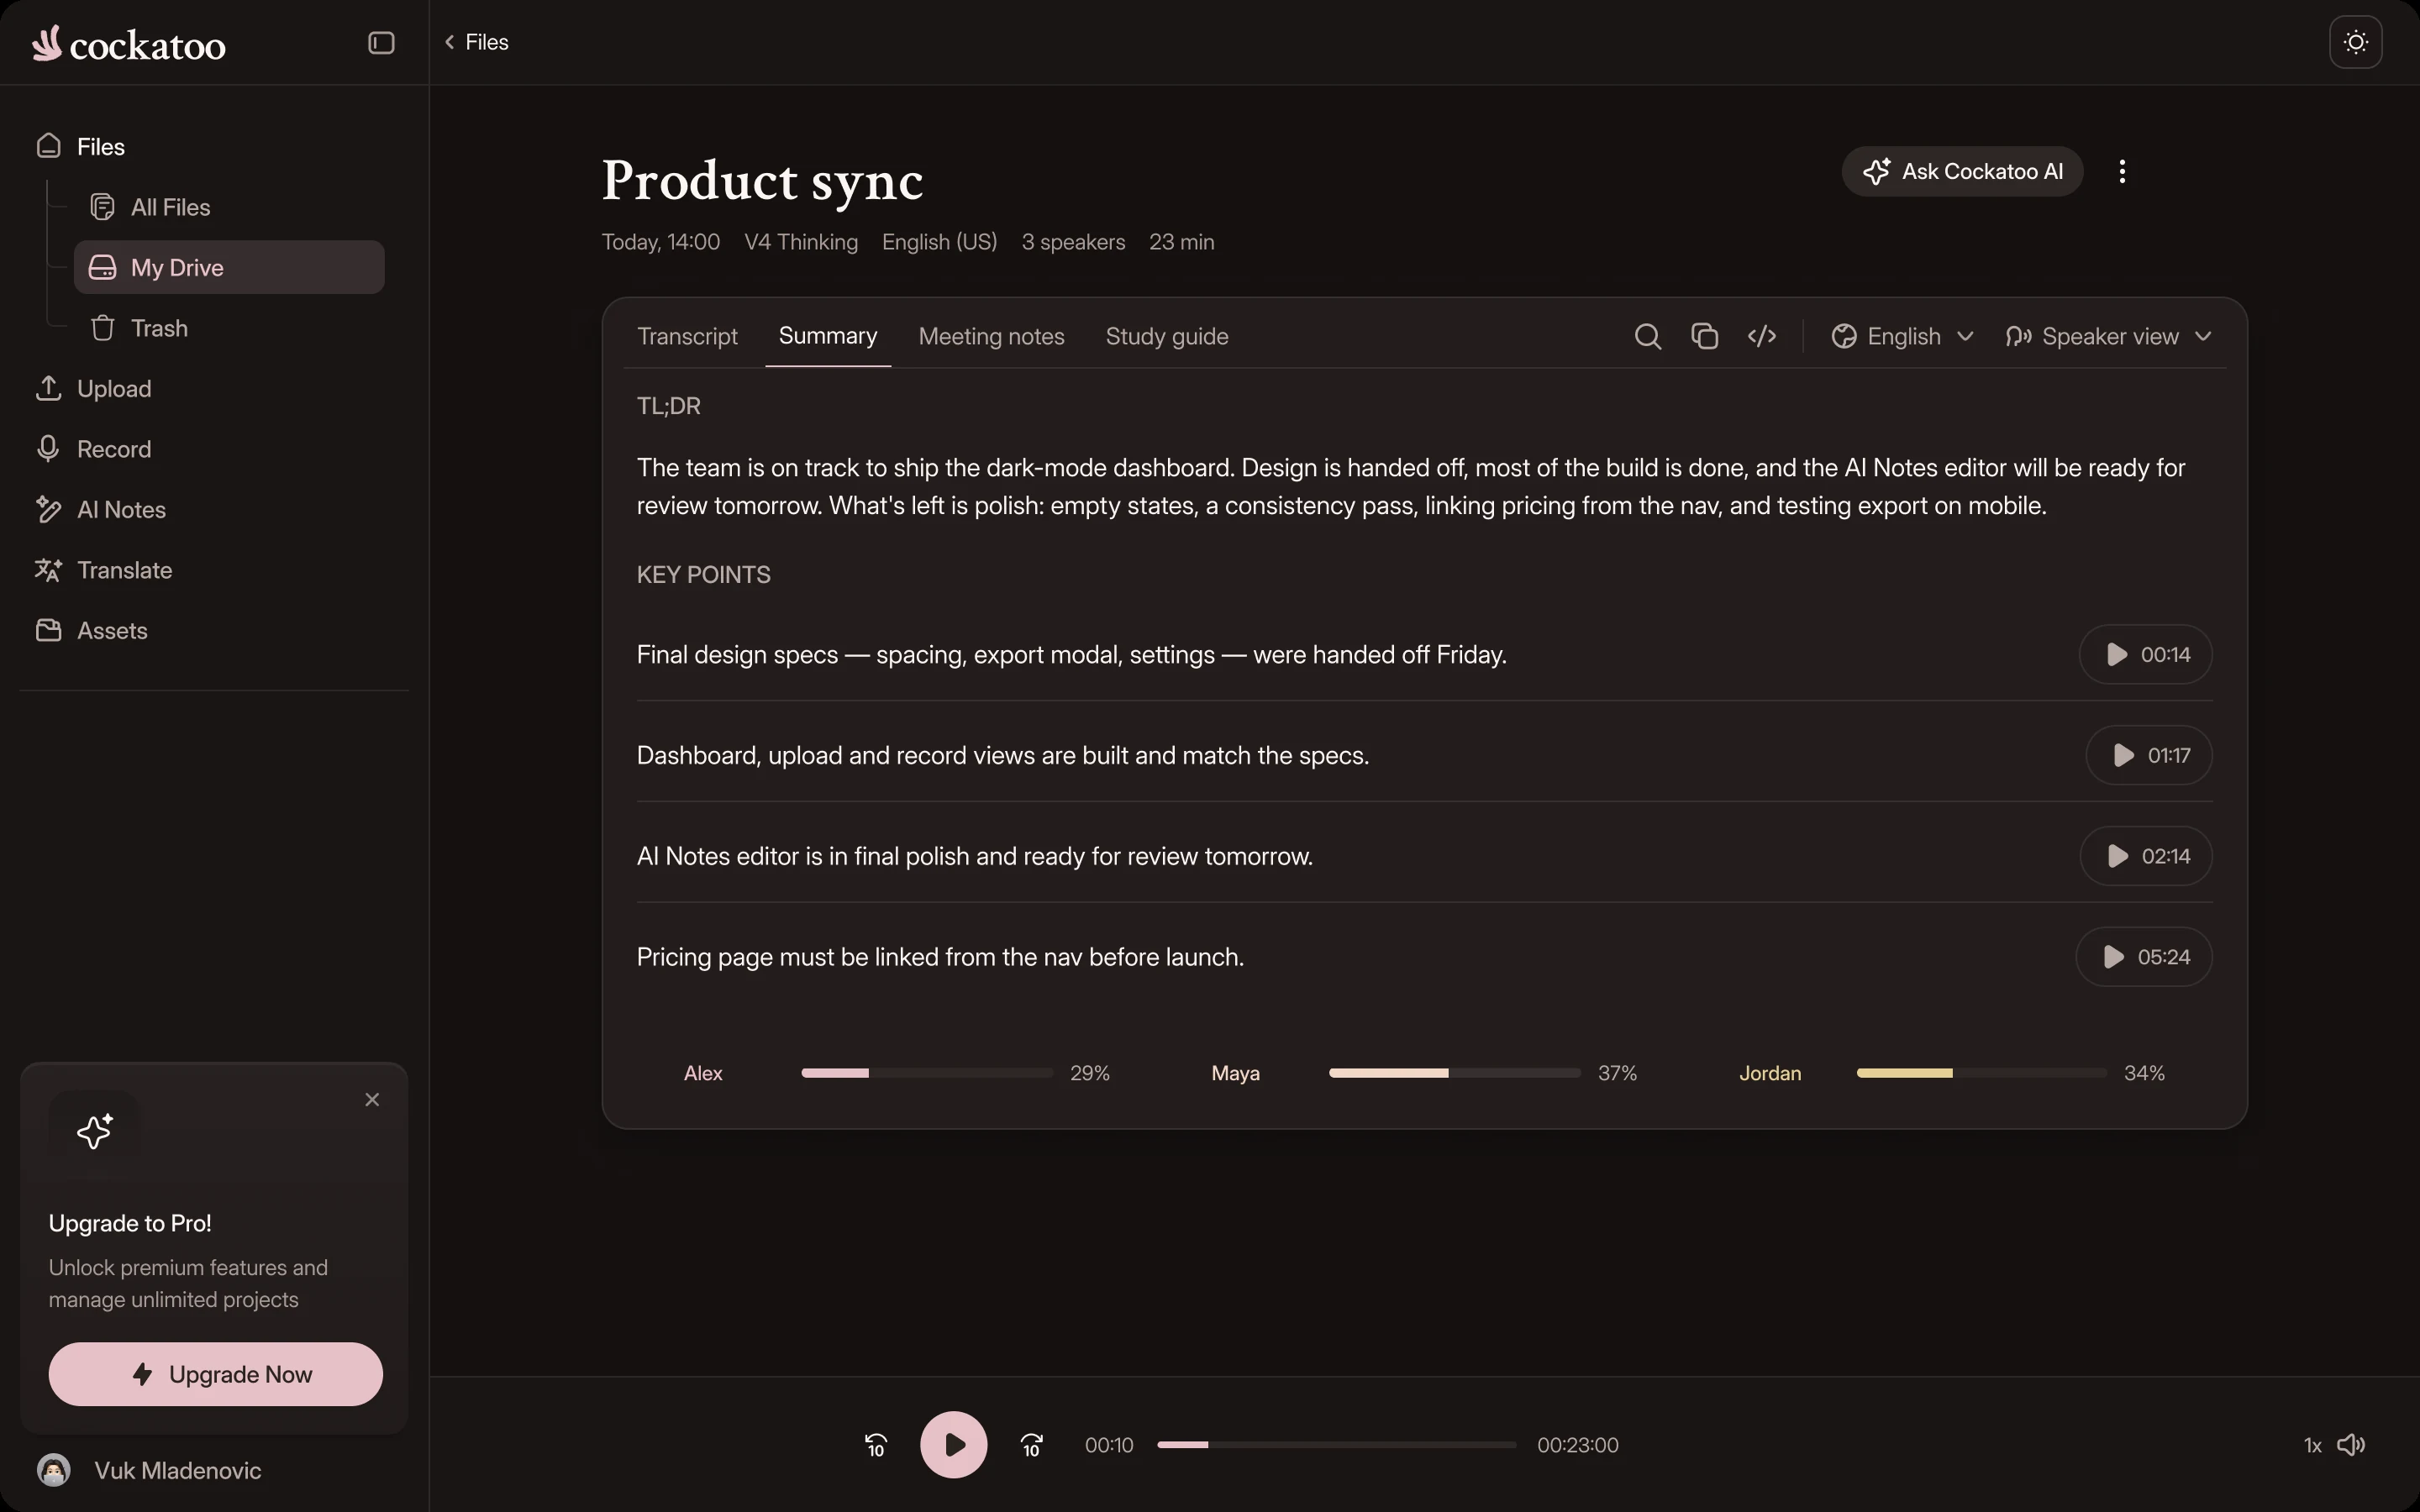 cockatoo
Files
All Files
My Drive
Trash
Upload
Record
AI Notes
Translate
Assets
Upgrade to Pro!
Unlock premium features and
manage unlimited projects
Upgrade Now
Vuk Mladenovic
Files
Product sync
Ask Cockatoo AI
Today, 14:00 V4 Thinking English (US) 3 speakers 23 min
Transcript Summary Meeting notes Study guide English Speaker view
TL;DR
The team is on track to ship the dark-mode dashboard. Design is handed off, most of the build is done, and the AI Notes editor will be ready for
review tomorrow. What's left is polish: empty states, a consistency pass, linking pricing from the nav, and testing export on mobile.
KEY POINTS
Final design specs — spacing, export modal, settings — were handed off Friday. 00:14
Dashboard, upload and record views are built and match the specs. 01:17
AI Notes editor is in final polish and ready for review tomorrow. 02:14
Pricing page must be linked from the nav before launch. 05:24
Alex 29% Maya 37% Jordan 34%
10 10 00:10 00:23:00 1x